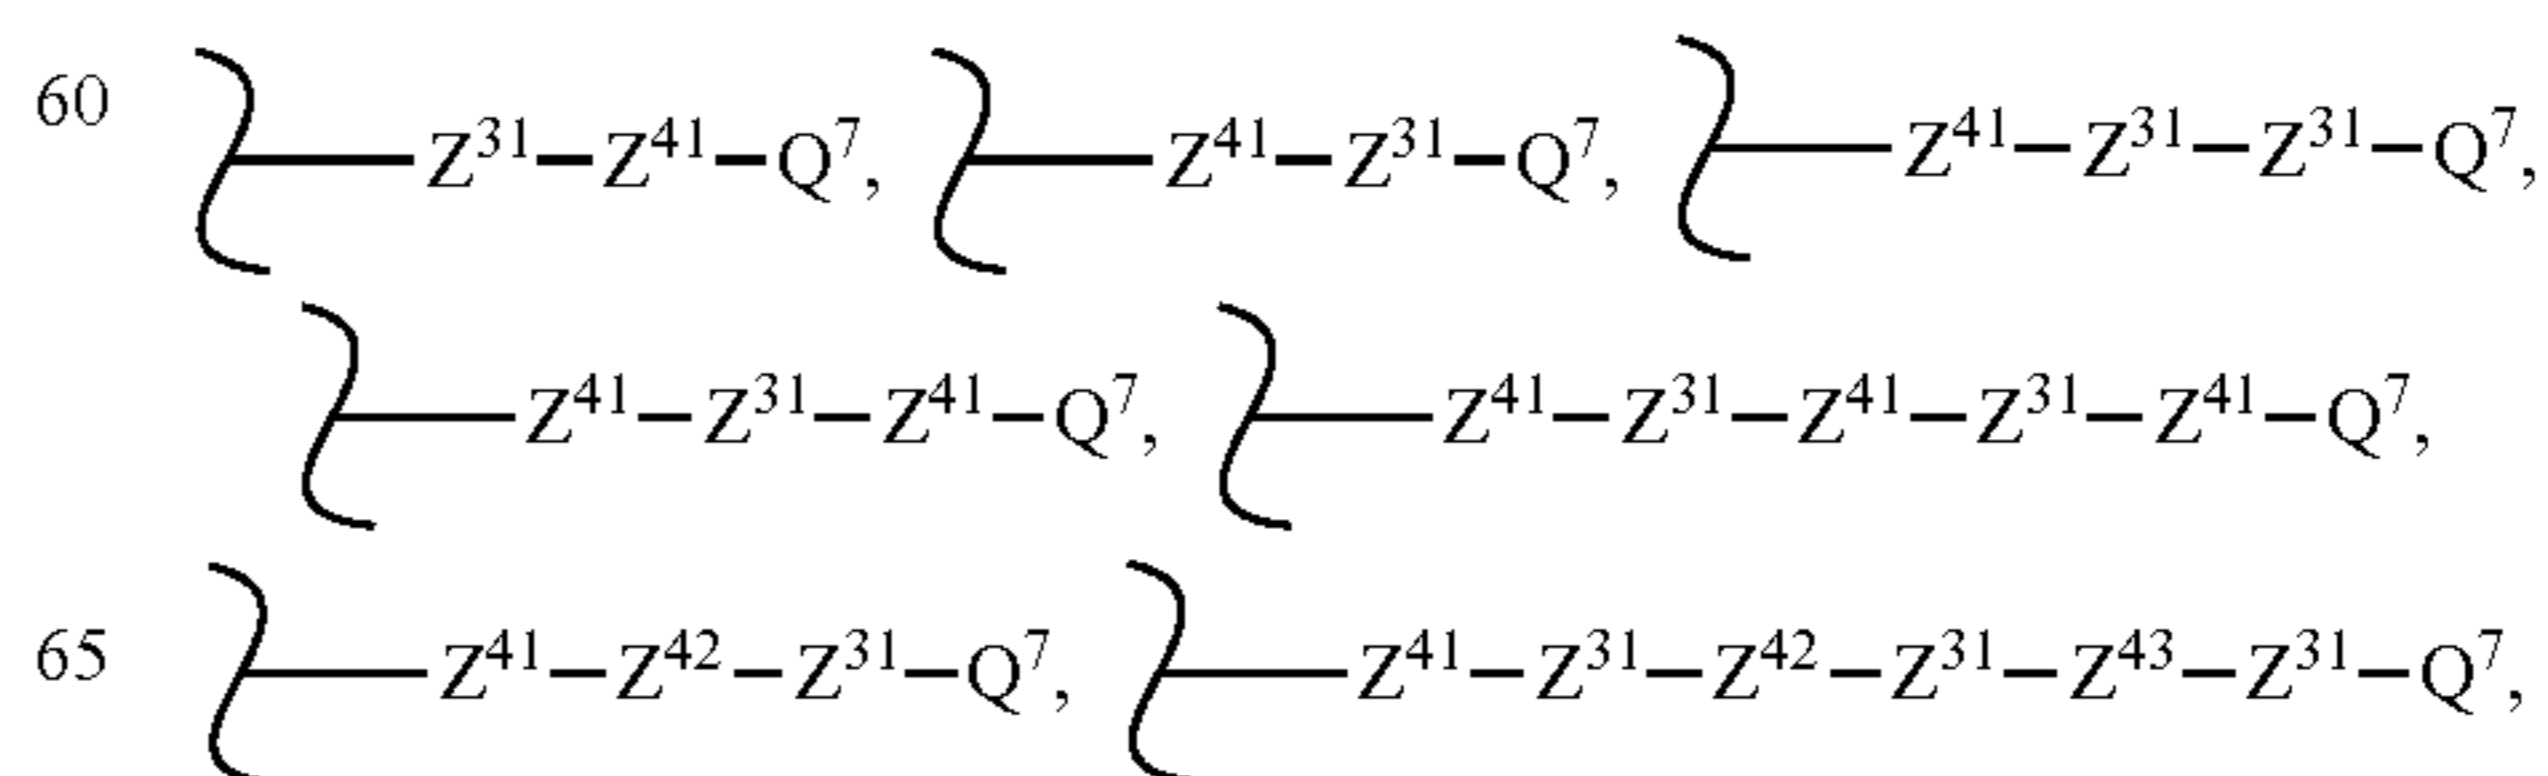 60 Z³¹–Z⁴¹–Q⁷, Z⁴¹–Z³¹–Q⁷, Z⁴¹–Z³¹–Z³¹–Q⁷,
Z⁴¹–Z³¹–Z⁴¹–Q⁷, Z⁴¹–Z³¹–Z⁴¹–Z³¹–Z⁴¹–Q⁷,
65 Z⁴¹–Z⁴²–Z³¹–Q⁷, Z⁴¹–Z³¹–Z⁴²–Z³¹–Z⁴³–Z³¹–Q⁷,